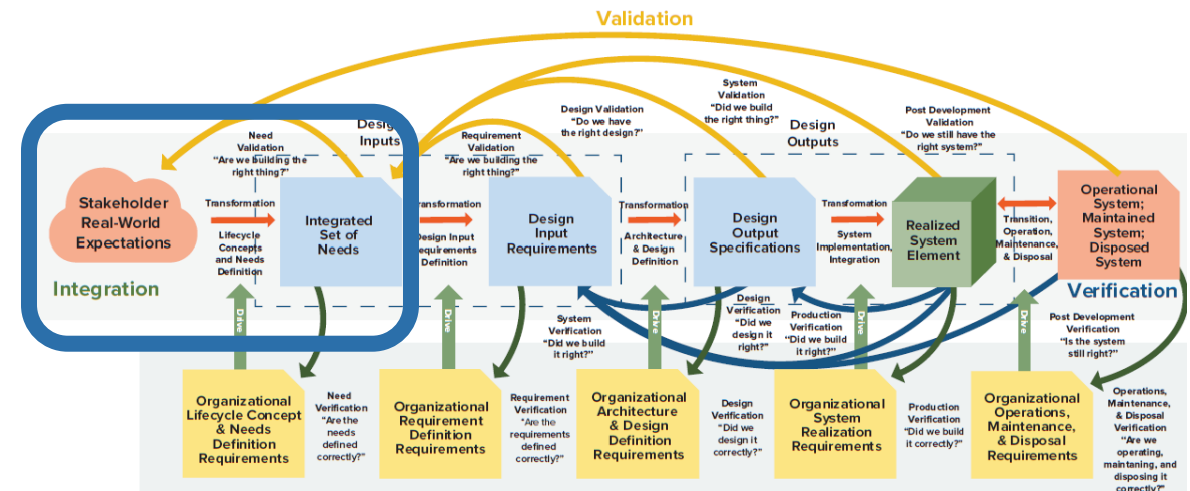 Validation
Need
Validation
“Are we building the
right thing?”
Design
Inputs
Requirement
Validation
“Are we building the
right thing?”
Design Validation
“Do we have
the right design?”
System
Validation
“Did we build
the right thing?”
Design
Outputs
Post Development
Validation
“Do we still have the
right system?”
Stakeholder
Real-World
Expectations
Transformation
Lifecycle
Concepts
and Needs
Definition
Integrated
Set of
Needs
Transformation
Design Input
Requirements
Definition
Design
Input
Requirements
Transformation
Architecture
& Design
Definition
Design
Output
Specifications
Transformation
System
Implementation,
Integration
Realized
System
Element
Transition,
Operation,
Maintenance,
& Disposal
Operational
System;
Maintained
System;
Disposed
System
Integration
Verification
Drive
Drive
Drive
Drive
Drive
System
Verification
“Did we build
it right?”
Design
Verification
“Did we
design it
right?”
Production
Verification
“Did we build
it right?”
Post Development
Verification
“Is the system
still right?”
Organizational
Lifecycle Concept
& Needs
Definition
Requirements
Need
Verification
“Are the
needs
defined
correctly?”
Organizational
Requirement
Definition
Requirements
Requirement
Verification
“Are the
requirements
defined
correctly?”
Organizational
Architecture
& Design
Definition
Requirements
Design
Verification
“Did we
design it
correctly?”
Organizational
System
Realization
Requirements
Production
Verification
“Did we build
it correctly?”
Organizational
Operations,
Maintenance,
& Disposal
Requirements
Operations,
Maintenance,
& Disposal
Verification
“Are we
operating,
maintaning, and
disposing it
correctly?”